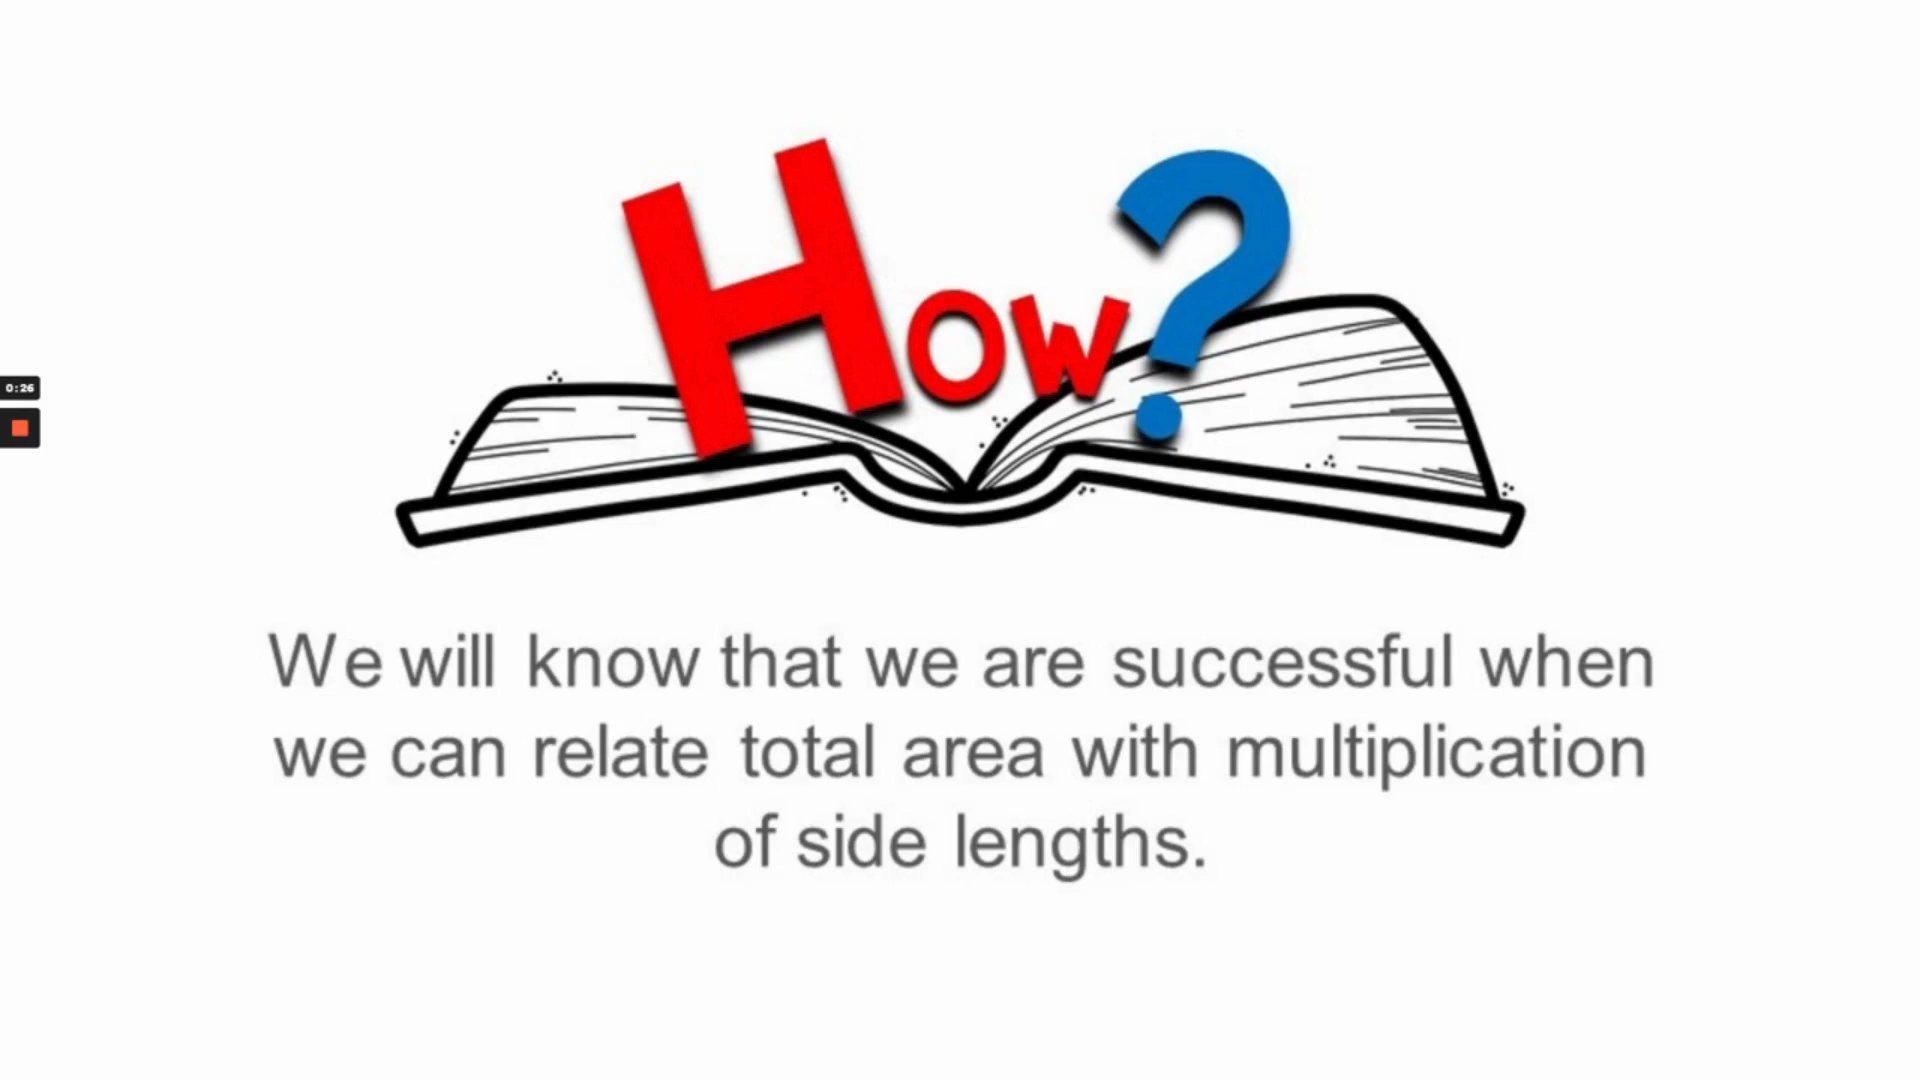 How?
0:26
We will know that we are successful when
we can relate total area with multiplication
of side lengths.